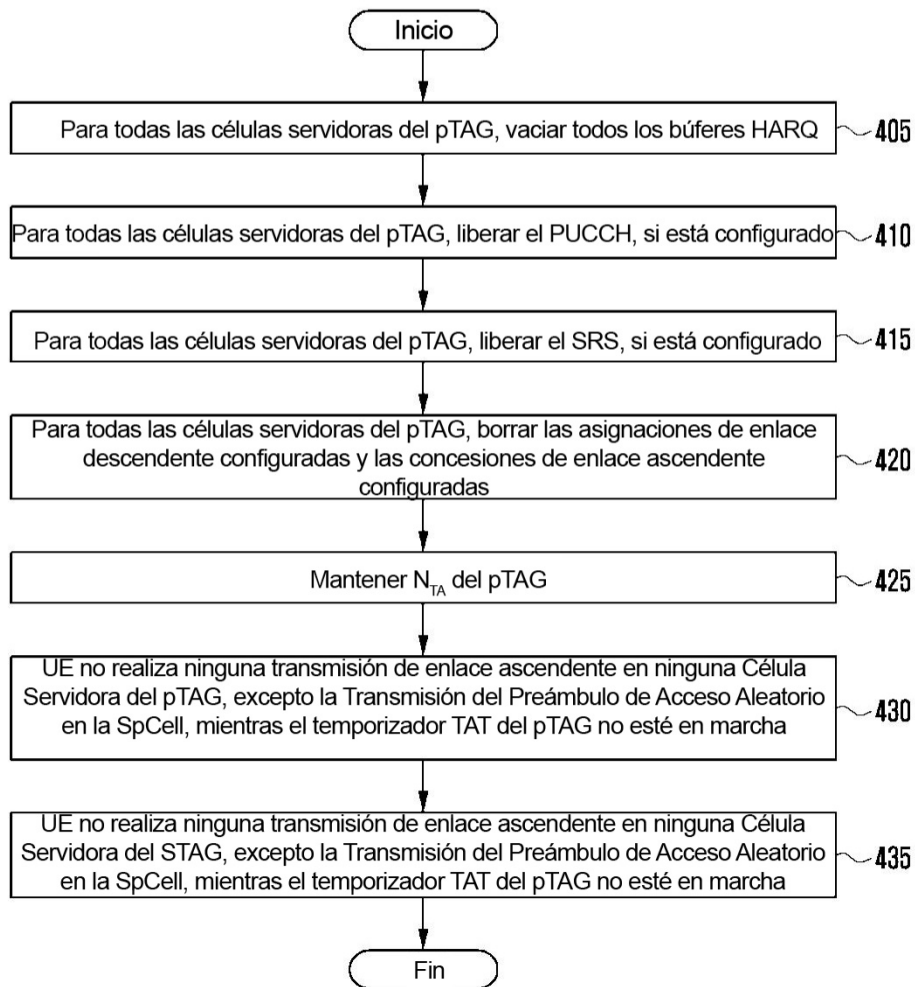 Inicio
Para todas las células servidoras del pTAG, vaciar todos los búferes HARQ
405
Para todas las células servidoras del pTAG, liberar el PUCCH, si está configurado
410
Para todas las células servidoras del pTAG, liberar el SRS, si está configurado
415
Para todas las células servidoras del pTAG, borrar las asignaciones de enlace
descendente configuradas y las concesiones de enlace ascendente
configuradas
420
Mantener N_TA del pTAG
425
UE no realiza ninguna transmisión de enlace ascendente en ninguna Célula
Servidora del pTAG, excepto la Transmisión del Preámbulo de Acceso Aleatorio
en la SpCell, mientras el temporizador TAT del pTAG no esté en marcha
430
UE no realiza ninguna transmisión de enlace ascendente en ninguna Célula
Servidora del STAG, excepto la Transmisión del Preámbulo de Acceso Aleatorio
en la SpCell, mientras el temporizador TAT del pTAG no esté en marcha
435
Fin